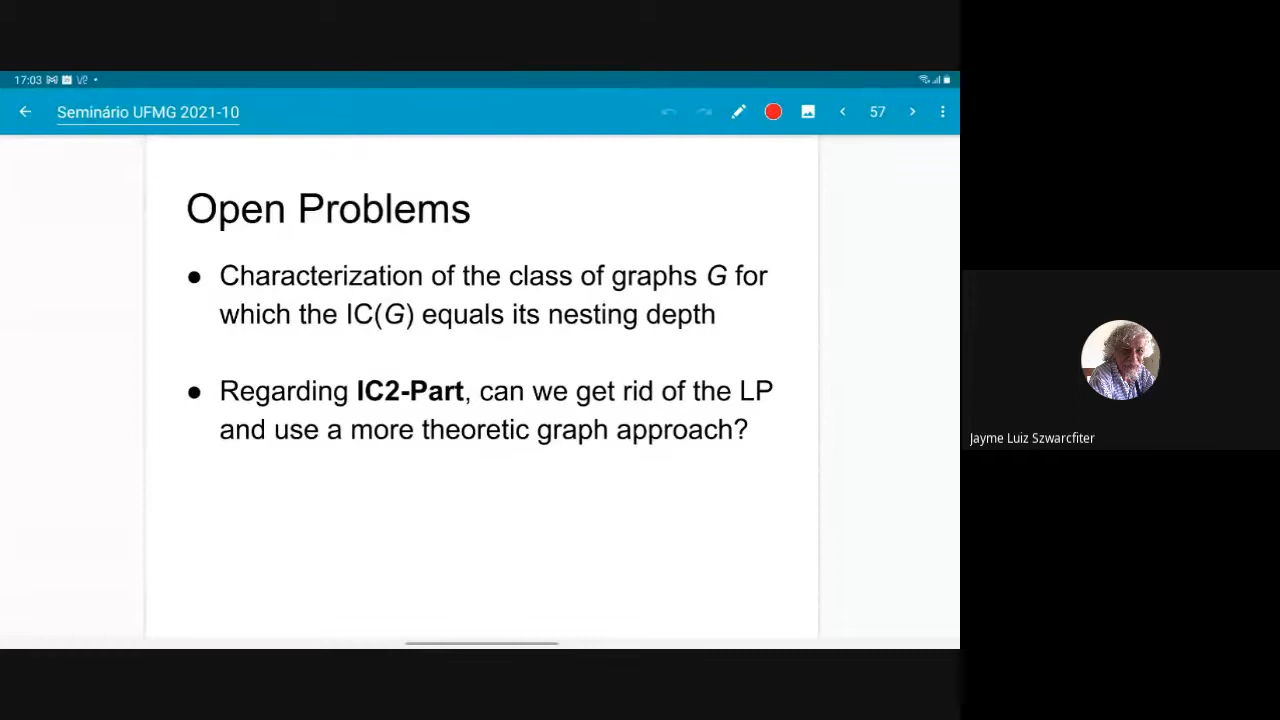 17:03
Seminário UFMG 2021-10
57
Open Problems
● Characterization of the class of graphs G for
which the IC(G) equals its nesting depth
● Regarding IC2-Part, can we get rid of the LP
and use a more theoretic graph approach?
Jayme Luiz Szwarcfiter